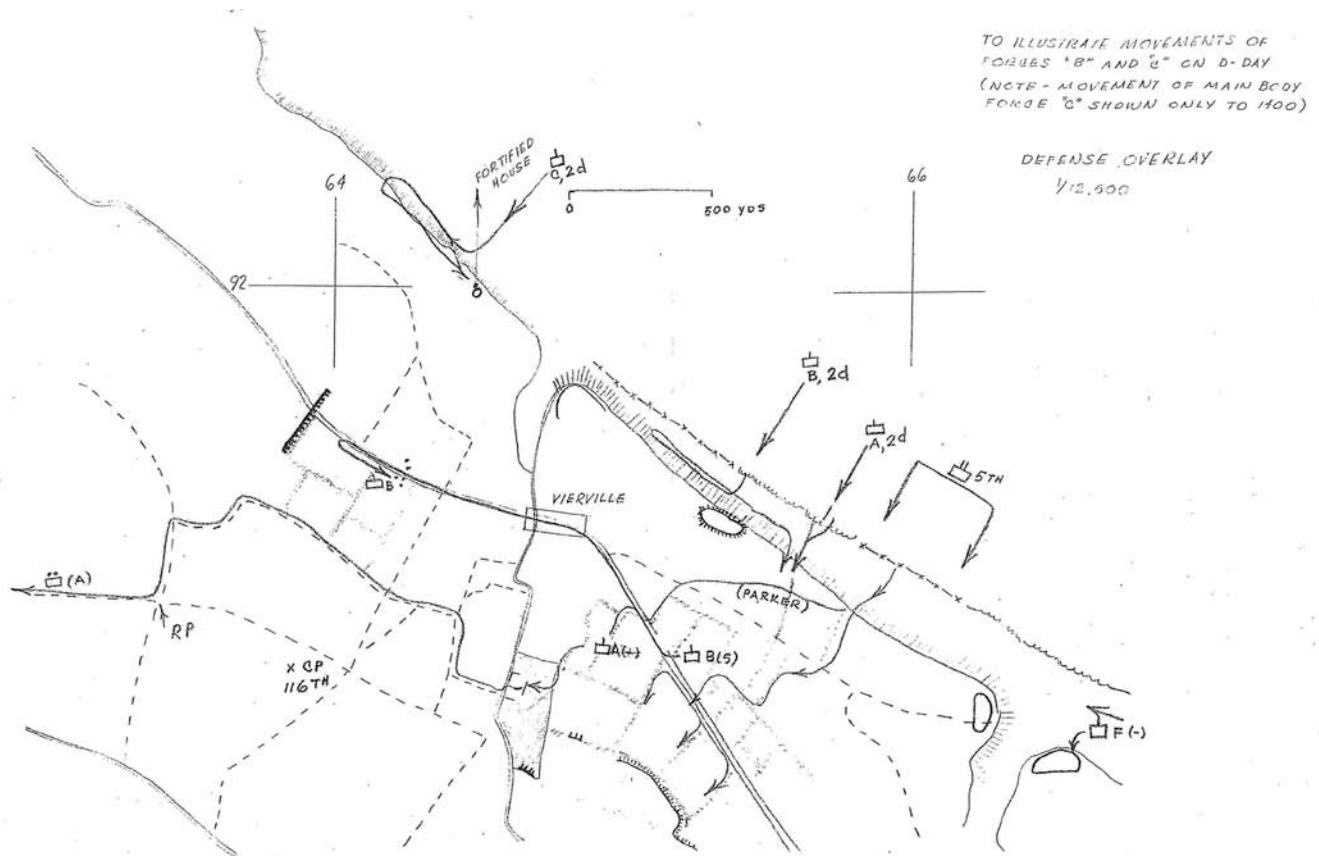 TO ILLUSTRATE MOVEMENTS OF
FORCES "B" AND "C" ON D-DAY
(NOTE - MOVEMENT OF MAIN BODY
FORCE "C" SHOWN ONLY TO 1400)
DEFENSE OVERLAY
1/12,500
FORTIFIED
HOUSE
C, 2d
64
66
0
500 YDS
92
B, 2d
A, 2d
5TH
B
VIERVILLE
(A)
RP
(PARKER)
A(-)
B(5)
X CP
116TH
F(-)